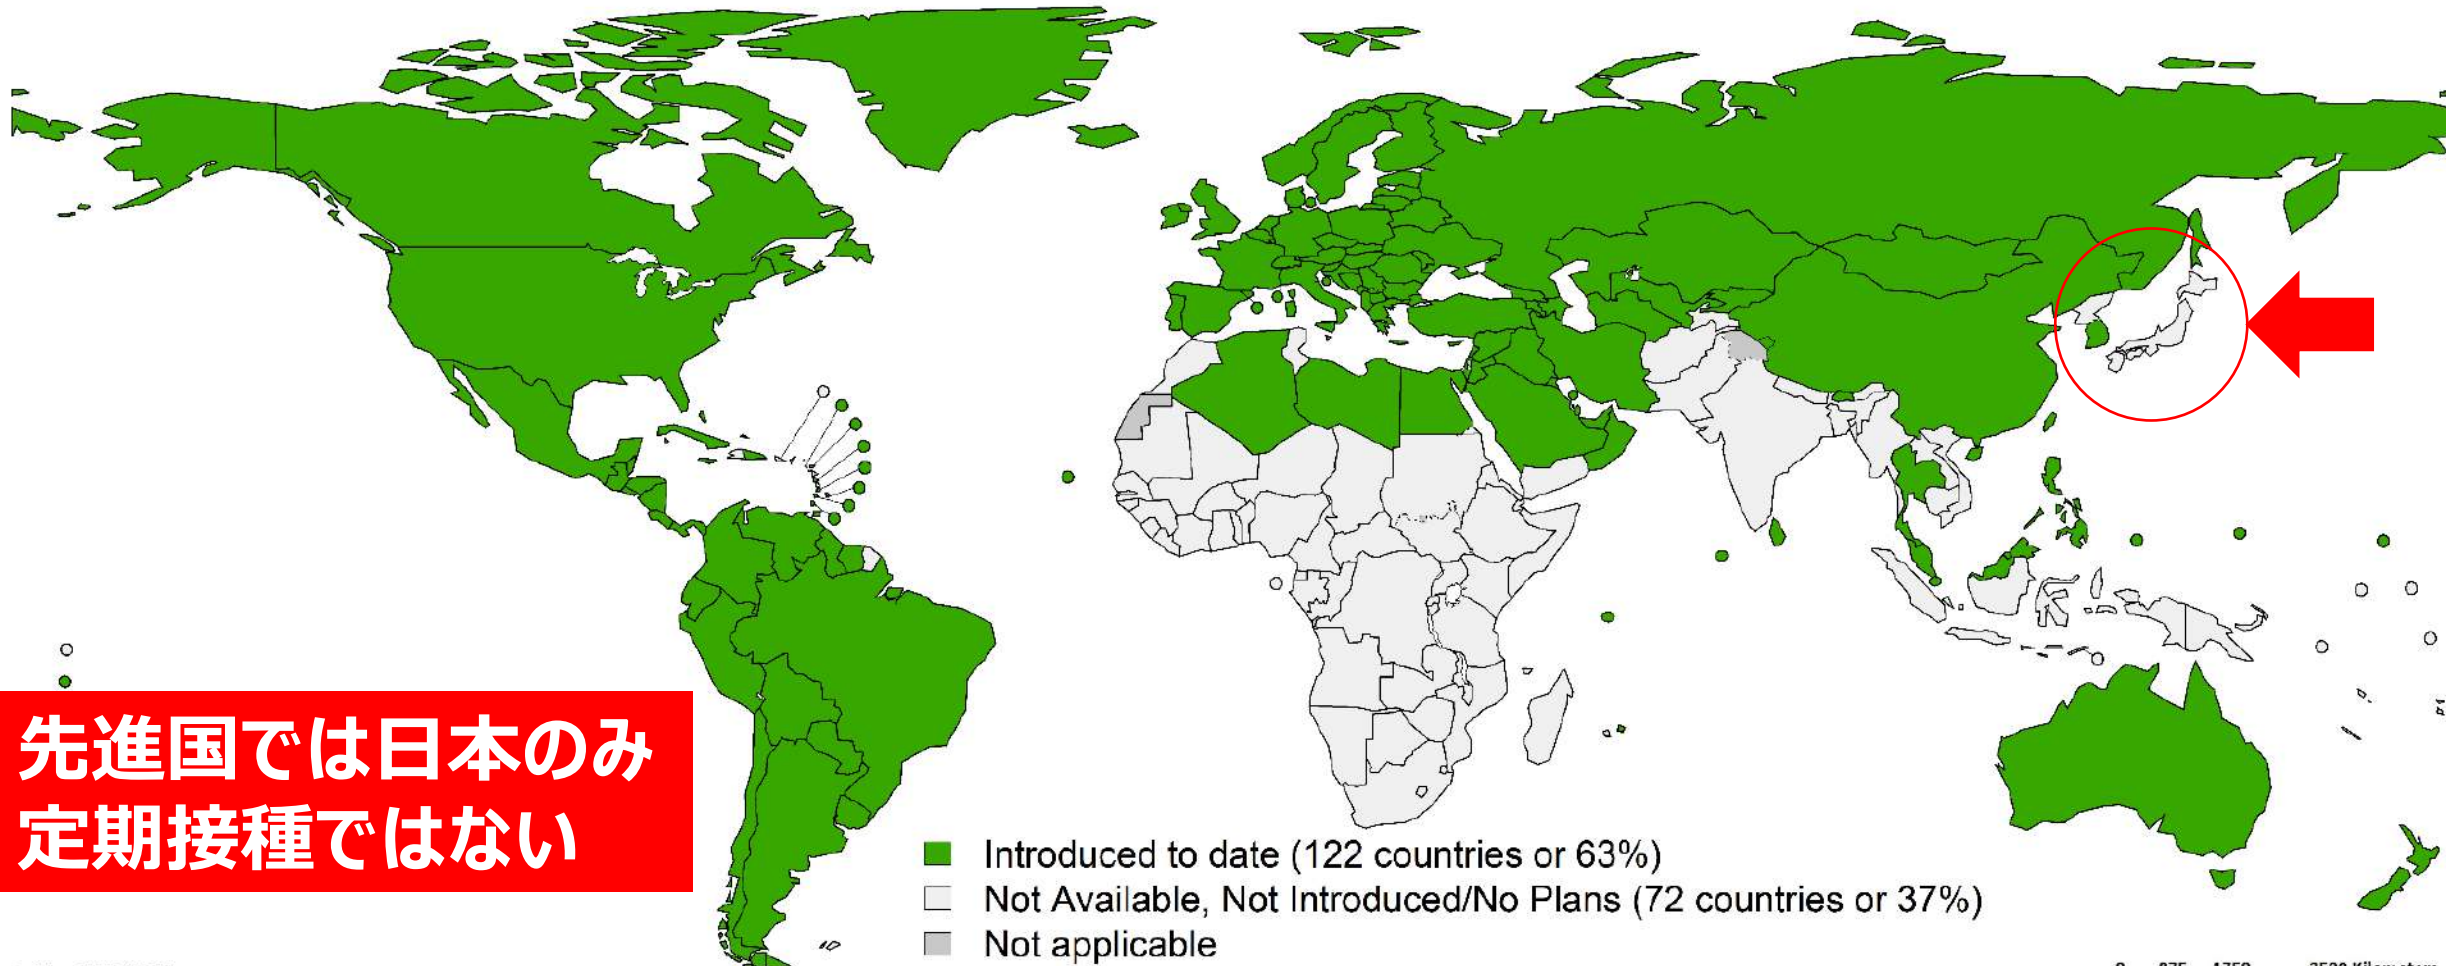 先進国では日本のみ
定期接種ではない
Introduced to date (122 countries or 63%)
Not Available, Not Introduced/No Plans (72 countries or 37%)
Not applicable